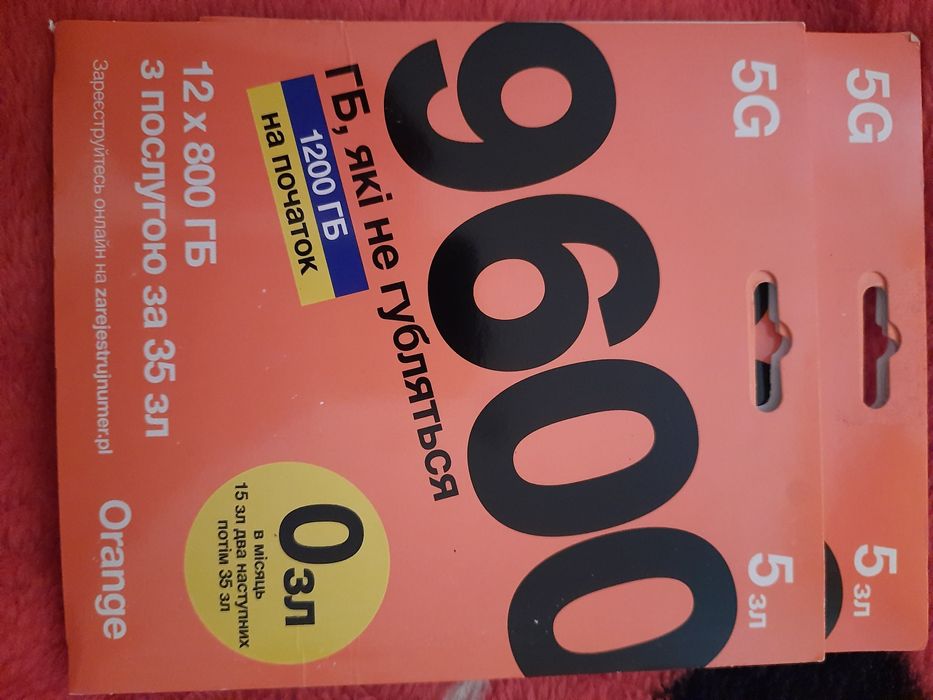 5G
5 зл
5G
5 зл
9600
ГБ, які не губляться
1200 ГБ
на початок
0 зл
в місяць
15 зл два наступних
потім 35 зл
12 x 800 ГБ
з послугою за 35 зл
Зареєструйтесь онлайн на zarejestrujnumer.pl
Orange